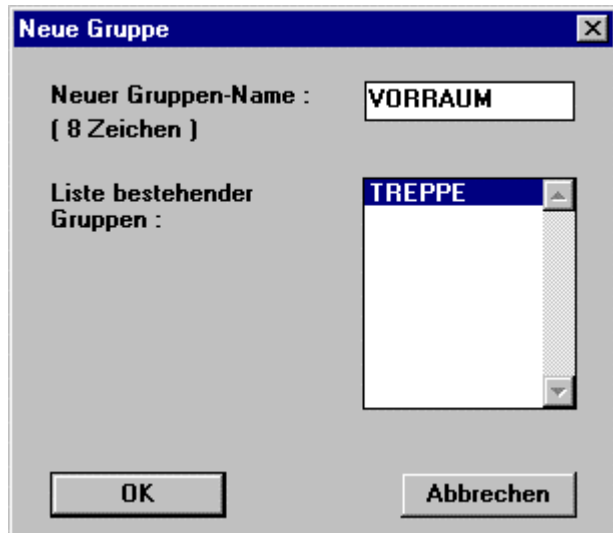 Neue Gruppe
Neuer Gruppen-Name : VORRAUM
( 8 Zeichen )
Liste bestehender TREPPE
Gruppen :
OK Abbrechen